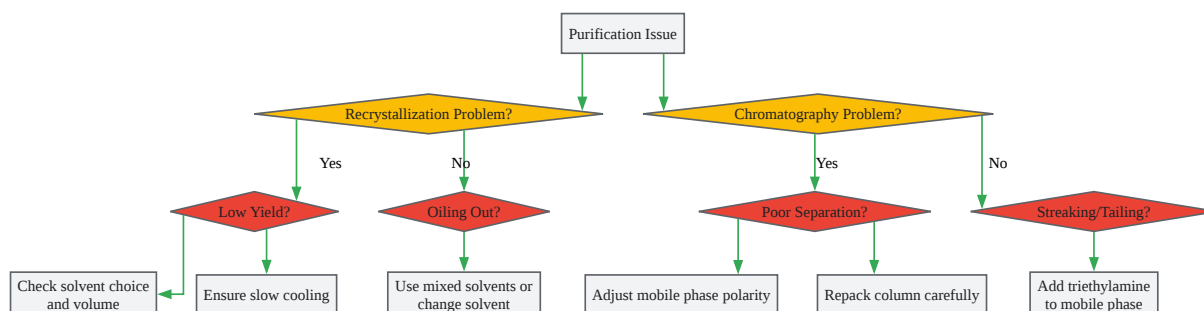 Purification Issue
Recrystallization Problem?
Chromatography Problem?
Yes
No
Yes
No
Low Yield?
Oiling Out?
Poor Separation?
Streaking/Tailing?
Check solvent choice
and volume
Ensure slow cooling
Use mixed solvents or
change solvent
Adjust mobile phase polarity
Repack column carefully
Add triethylamine
to mobile phase